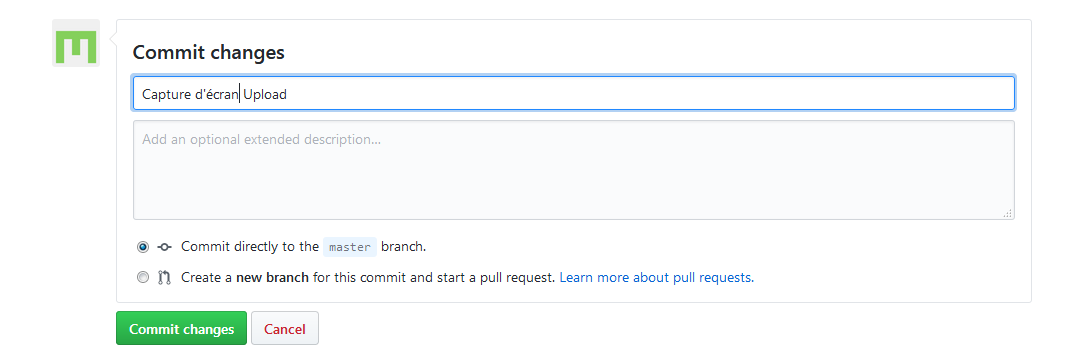 Commit changes
Capture d'écran Upload
Add an optional extended description...
Commit directly to the master branch.
Create a new branch for this commit and start a pull request. Learn more about pull requests.
Commit changes Cancel